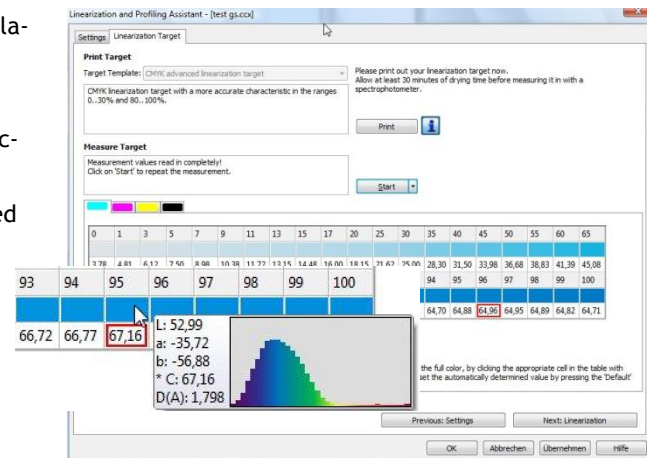 la-
c-
ed
Linearization and Profiling Assistant - [test gs.ccx]
Settings Linearization Target
Print Target
Target Template: CMYK advanced linearization target
CMYK linearization target with a more accurate characteristic in the ranges
0..30% and 80..100%.
Please print out your linearization target now.
Allow at least 30 minutes of drying time before measuring it in with a
spectrophotometer.
Print
Measure Target
Measurement values read in completely!
Click on 'Start' to repeat the measurement.
Start
0 1 3 5 7 9 11 13 15 17 20 25 30 35 40 45 50 55 60 65
3,78 4,81 6,12 7,50 8,98 10,38 11,72 13,15 14,48 16,00 18,15 21,62 25,00 28,30 31,50 33,98 36,68 38,83 41,39 45,08
94 95 96 97 98 99 100
64,70 64,88 64,96 64,95 64,89 64,82 64,71
93 94 95 96 97 98 99 100
66,72 66,77 67,16
L: 52,99
a: -35,72
b: -56,88
* C: 67,16
D(A): 1,798
the full color, by clicking the appropriate cell in the table with
set the automatically determined value by pressing the 'Default'
Previous: Settings Next: Linearization
OK Abbrechen Übernehmen Hilfe